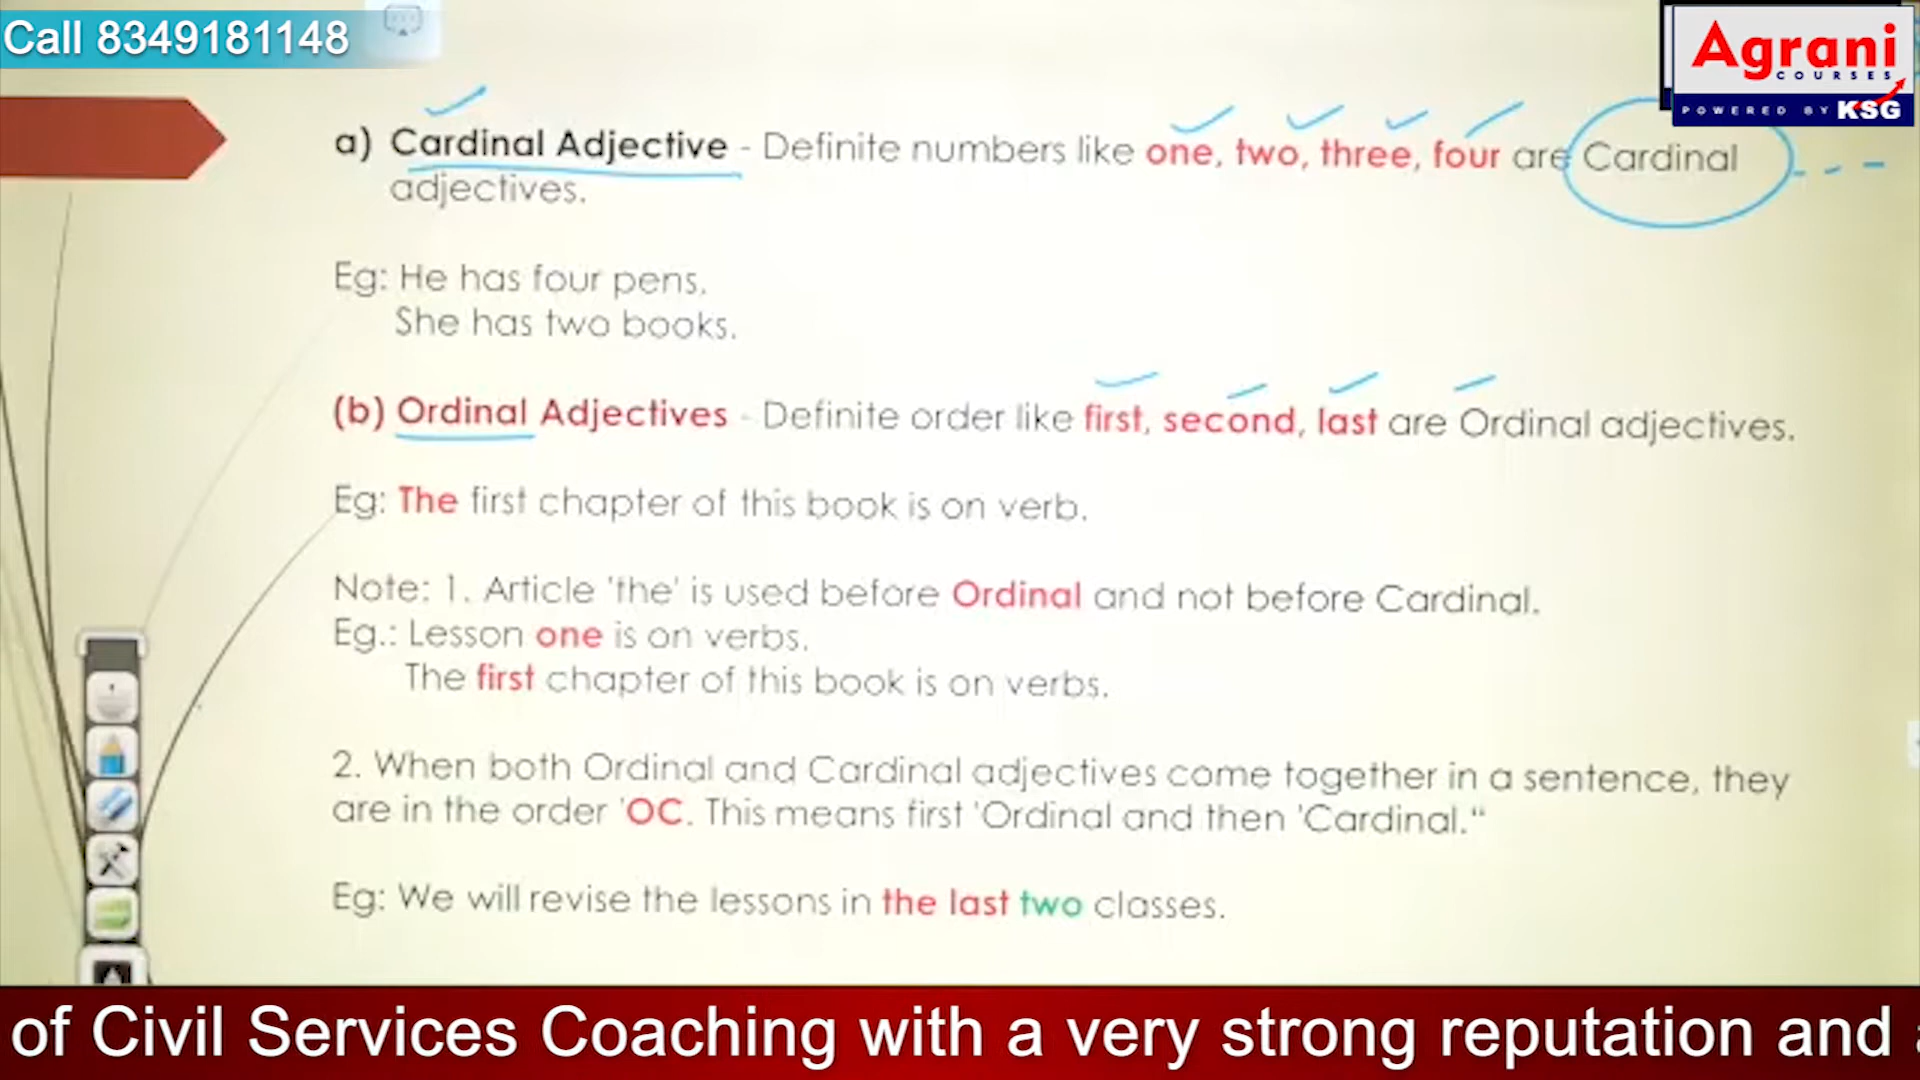 Call 8349181148
Agrani
COURSES
POWERED BY KSG
a) Cardinal Adjective - Definite numbers like one, two, three, four are Cardinal
adjectives.
Eg: He has four pens.
She has two books.
(b) Ordinal Adjectives - Definite order like first, second, last are Ordinal adjectives.
Eg: The first chapter of this book is on verb.
Note: 1. Article 'the' is used before Ordinal and not before Cardinal.
Eg.: Lesson one is on verbs.
The first chapter of this book is on verbs.
2. When both Ordinal and Cardinal adjectives come together in a sentence, they
are in the order 'OC. This means first 'Ordinal and then 'Cardinal."
Eg: We will revise the lessons in the last two classes.
of Civil Services Coaching with a very strong reputation and